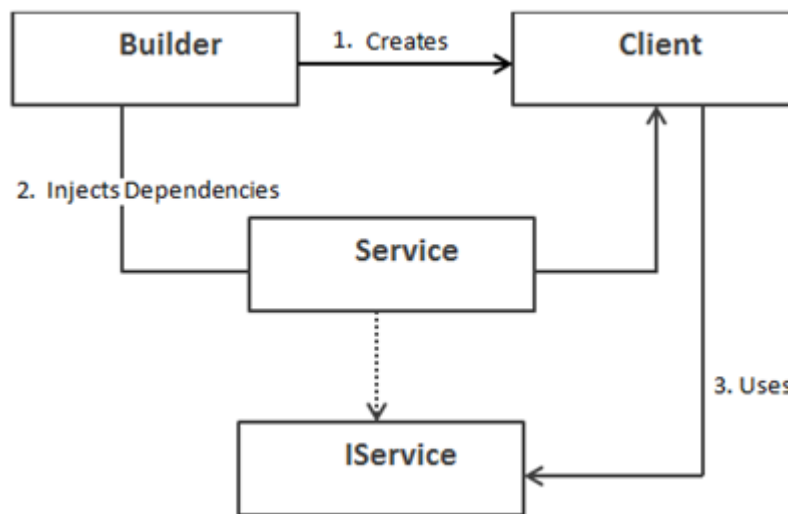 Builder
1. Creates
Client
2. Injects Dependencies
Service
3. Uses
IService